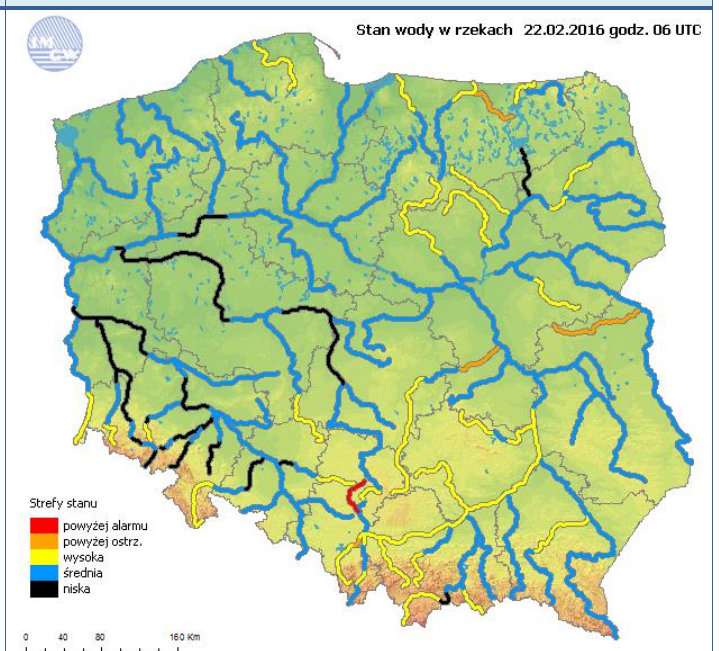 Stan wody w rzekach 22.02.2016 godz. 06 UTC
Strefy stanu
powyżej alarmu
powyżej ostrz.
wysoka
średnia
niska
0 40 80 160 Km